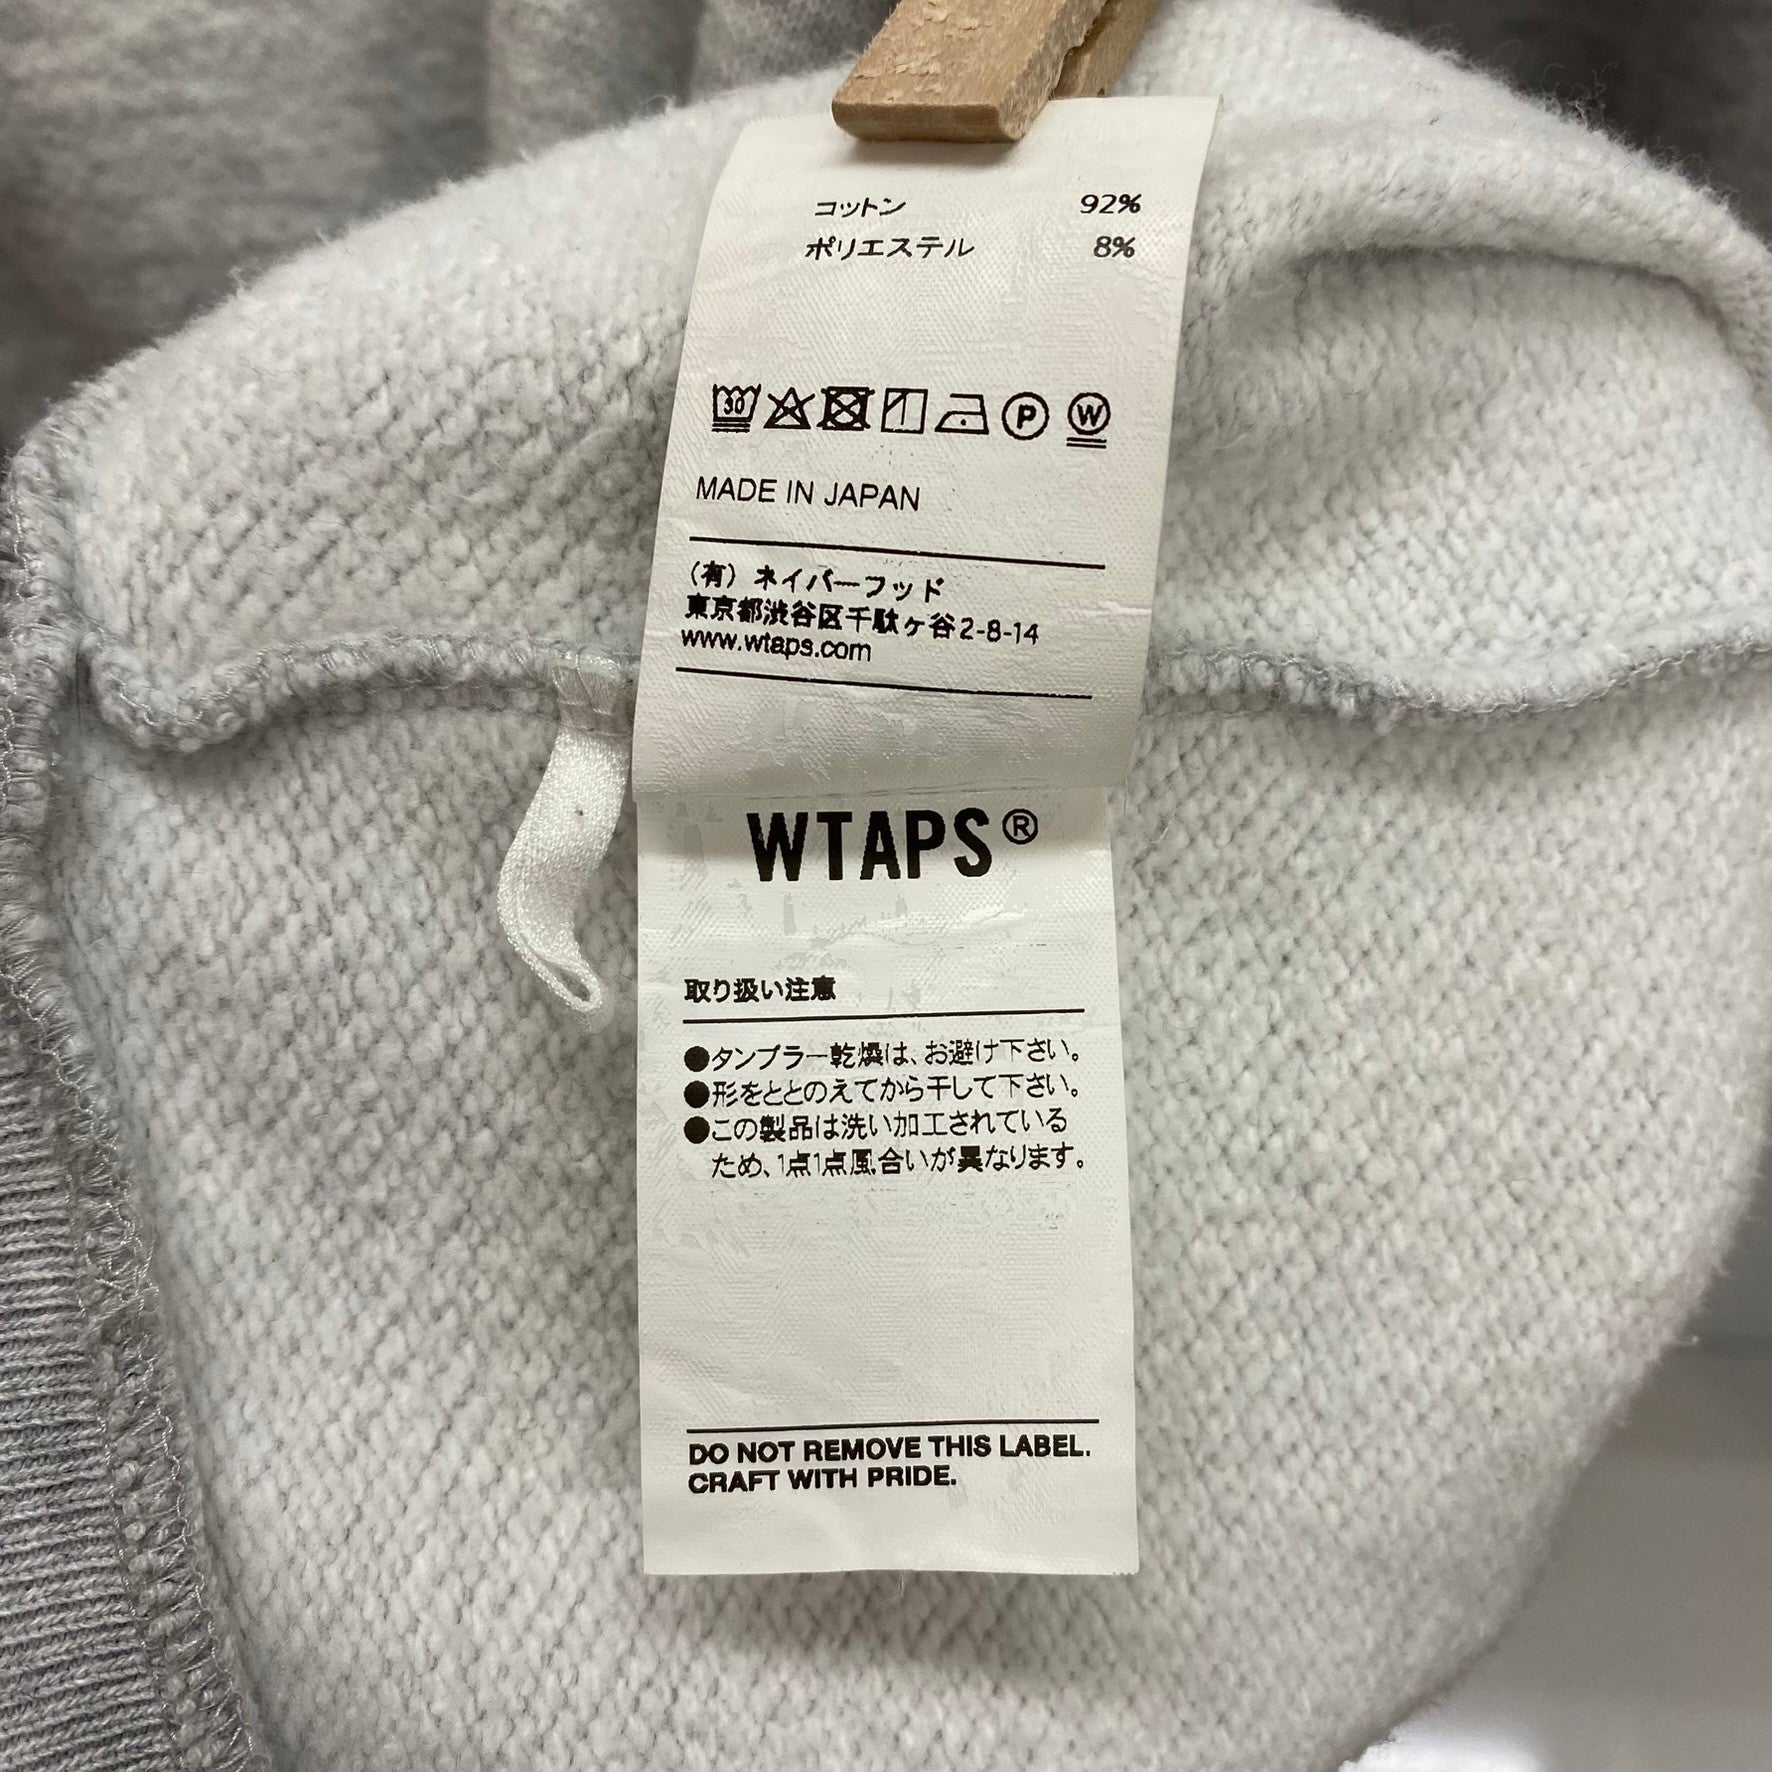 コットン 92%
ポリエステル 8%
30 P W
MADE IN JAPAN
(有) ネイバーフッド
東京都渋谷区千駄ヶ谷2-8-14
www.wtaps.com
WTAPS®
取り扱い注意
●タンブラー乾燥は、お避け下さい。
●形をととのえてから干して下さい。
●この製品は洗い加工されている
ため、1点1点風合いが異なります。
DO NOT REMOVE THIS LABEL.
CRAFT WITH PRIDE.